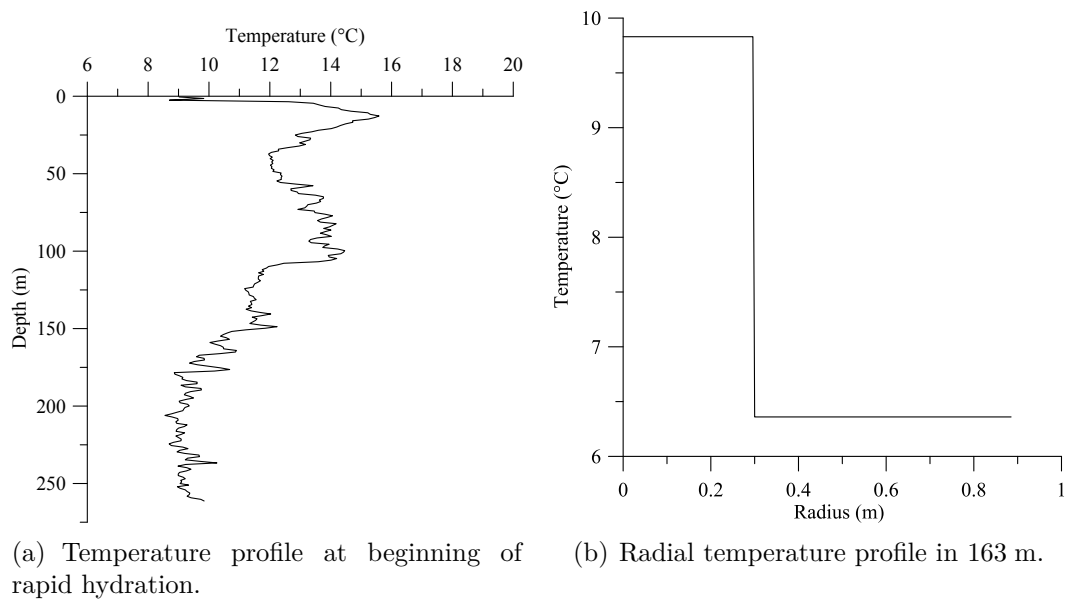 Temperature (°C)
6 8 10 12 14 16 18 20
0
50
100
150
200
250
Depth (m)
(a) Temperature profile at beginning of
rapid hydration.
10
9
8
7
6
Temperature (°C)
0 0.2 0.4 0.6 0.8 1
Radius (m)
(b) Radial temperature profile in 163 m.